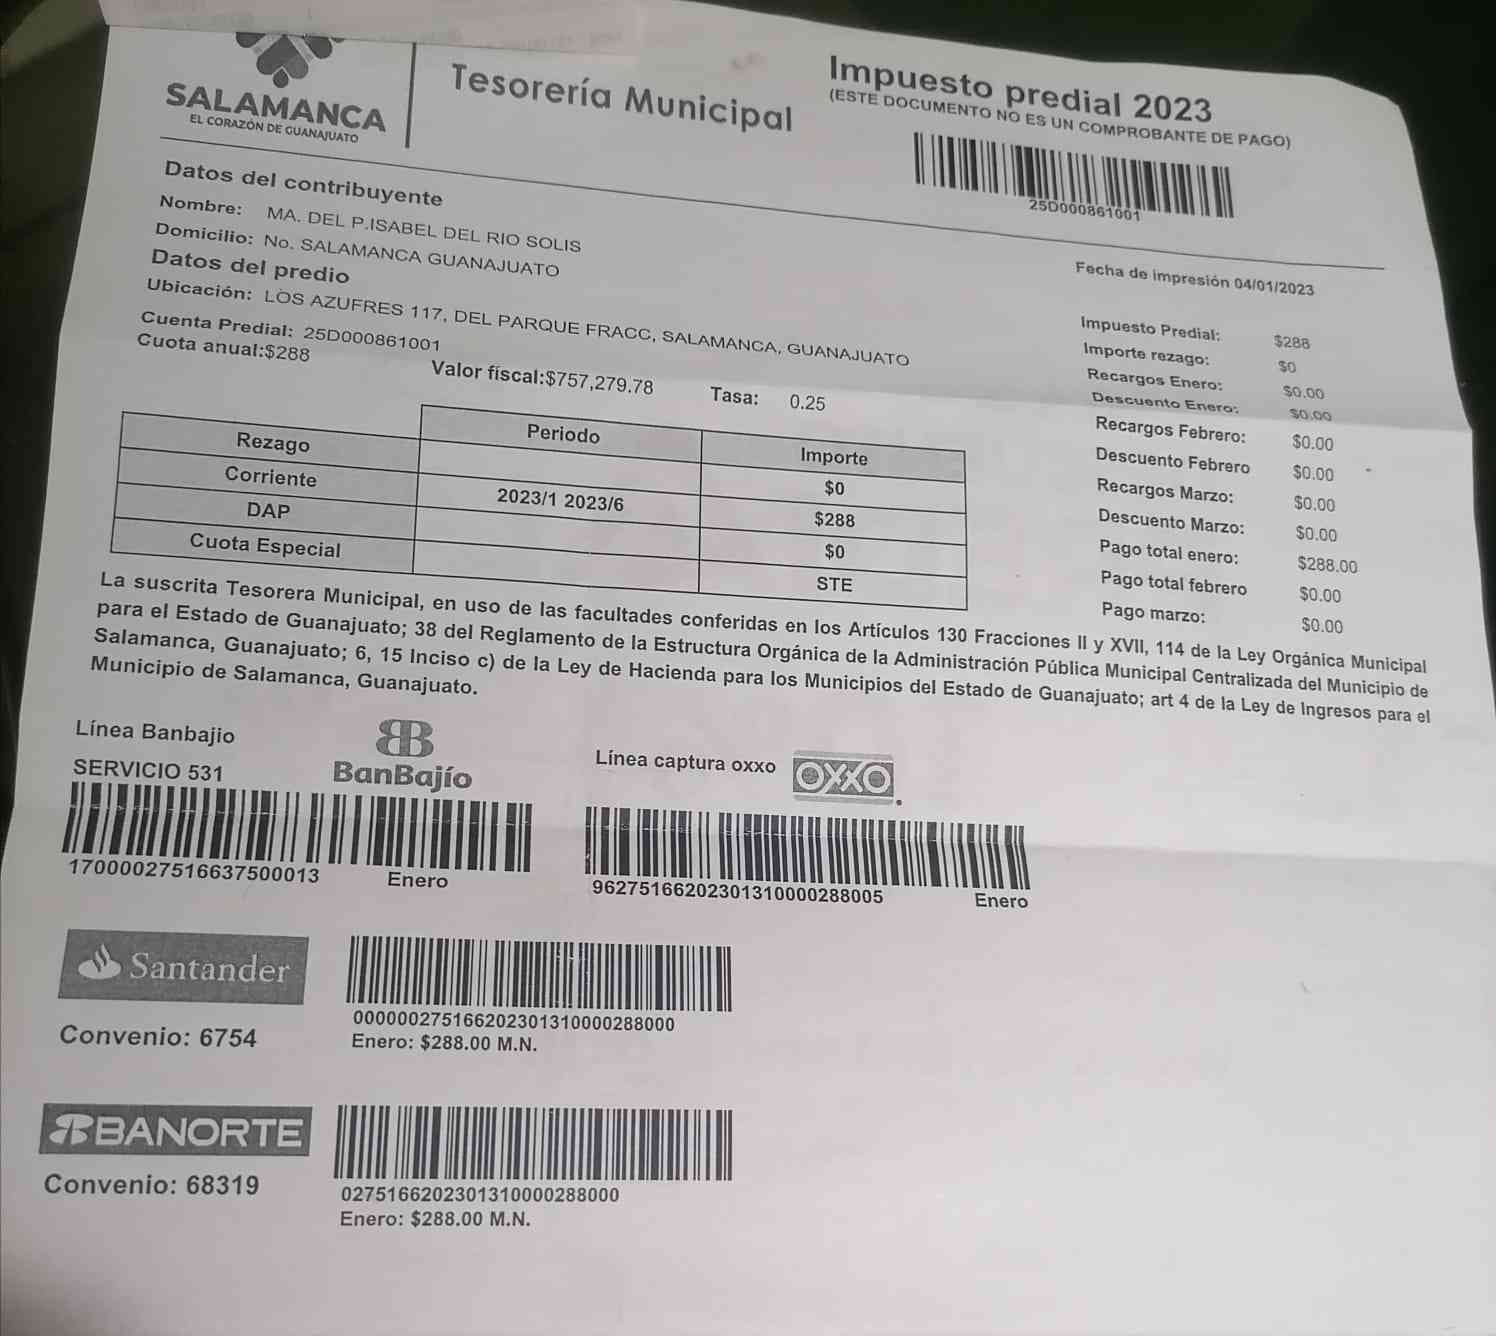 SALAMANCA
EL CORAZÓN DE GUANAJUATO
Tesorería Municipal
Impuesto predial 2023
(ESTE DOCUMENTO NO ES UN COMPROBANTE DE PAGO)
25D000861001
Datos del contribuyente
Nombre: MA. DEL P.ISABEL DEL RIO SOLIS
Domicilio: No. SALAMANCA GUANAJUATO
Datos del predio
Ubicación: LOS AZUFRES 117, DEL PARQUE FRACC, SALAMANCA, GUANAJUATO
Cuenta Predial: 25D000861001
Cuota anual:$288 Valor fiscal:$757,279.78 Tasa: 0.25
Fecha de impresión 04/01/2023
Impuesto Predial: $288
Importe rezago: $0
Recargos Enero: $0.00
Descuento Enero: $0.00
Recargos Febrero: $0.00
Descuento Febrero $0.00
Recargos Marzo: $0.00
Descuento Marzo: $0.00
Pago total enero: $288.00
Pago total febrero $0.00
Pago marzo: $0.00
Periodo Importe
Rezago $0
Corriente 2023/1 2023/6 $288
DAP $0
Cuota Especial STE
La suscrita Tesorera Municipal, en uso de las facultades conferidas en los Artículos 130 Fracciones II y XVII, 114 de la Ley Orgánica Municipal
para el Estado de Guanajuato; 38 del Reglamento de la Estructura Orgánica de la Administración Pública Municipal Centralizada del Municipio de
Salamanca, Guanajuato; 6, 15 Inciso c) de la Ley de Hacienda para los Municipios del Estado de Guanajuato; art 4 de la Ley de Ingresos para el
Municipio de Salamanca, Guanajuato.
Línea Banbajio
SERVICIO 531
BanBajío
17000027516637500013 Enero
Línea captura oxxo
OXXO
96275166202301310000288005 Enero
Santander
Convenio: 6754
000000275166202301310000288000
Enero: $288.00 M.N.
BANORTE
Convenio: 68319
0275166202301310000288000
Enero: $288.00 M.N.